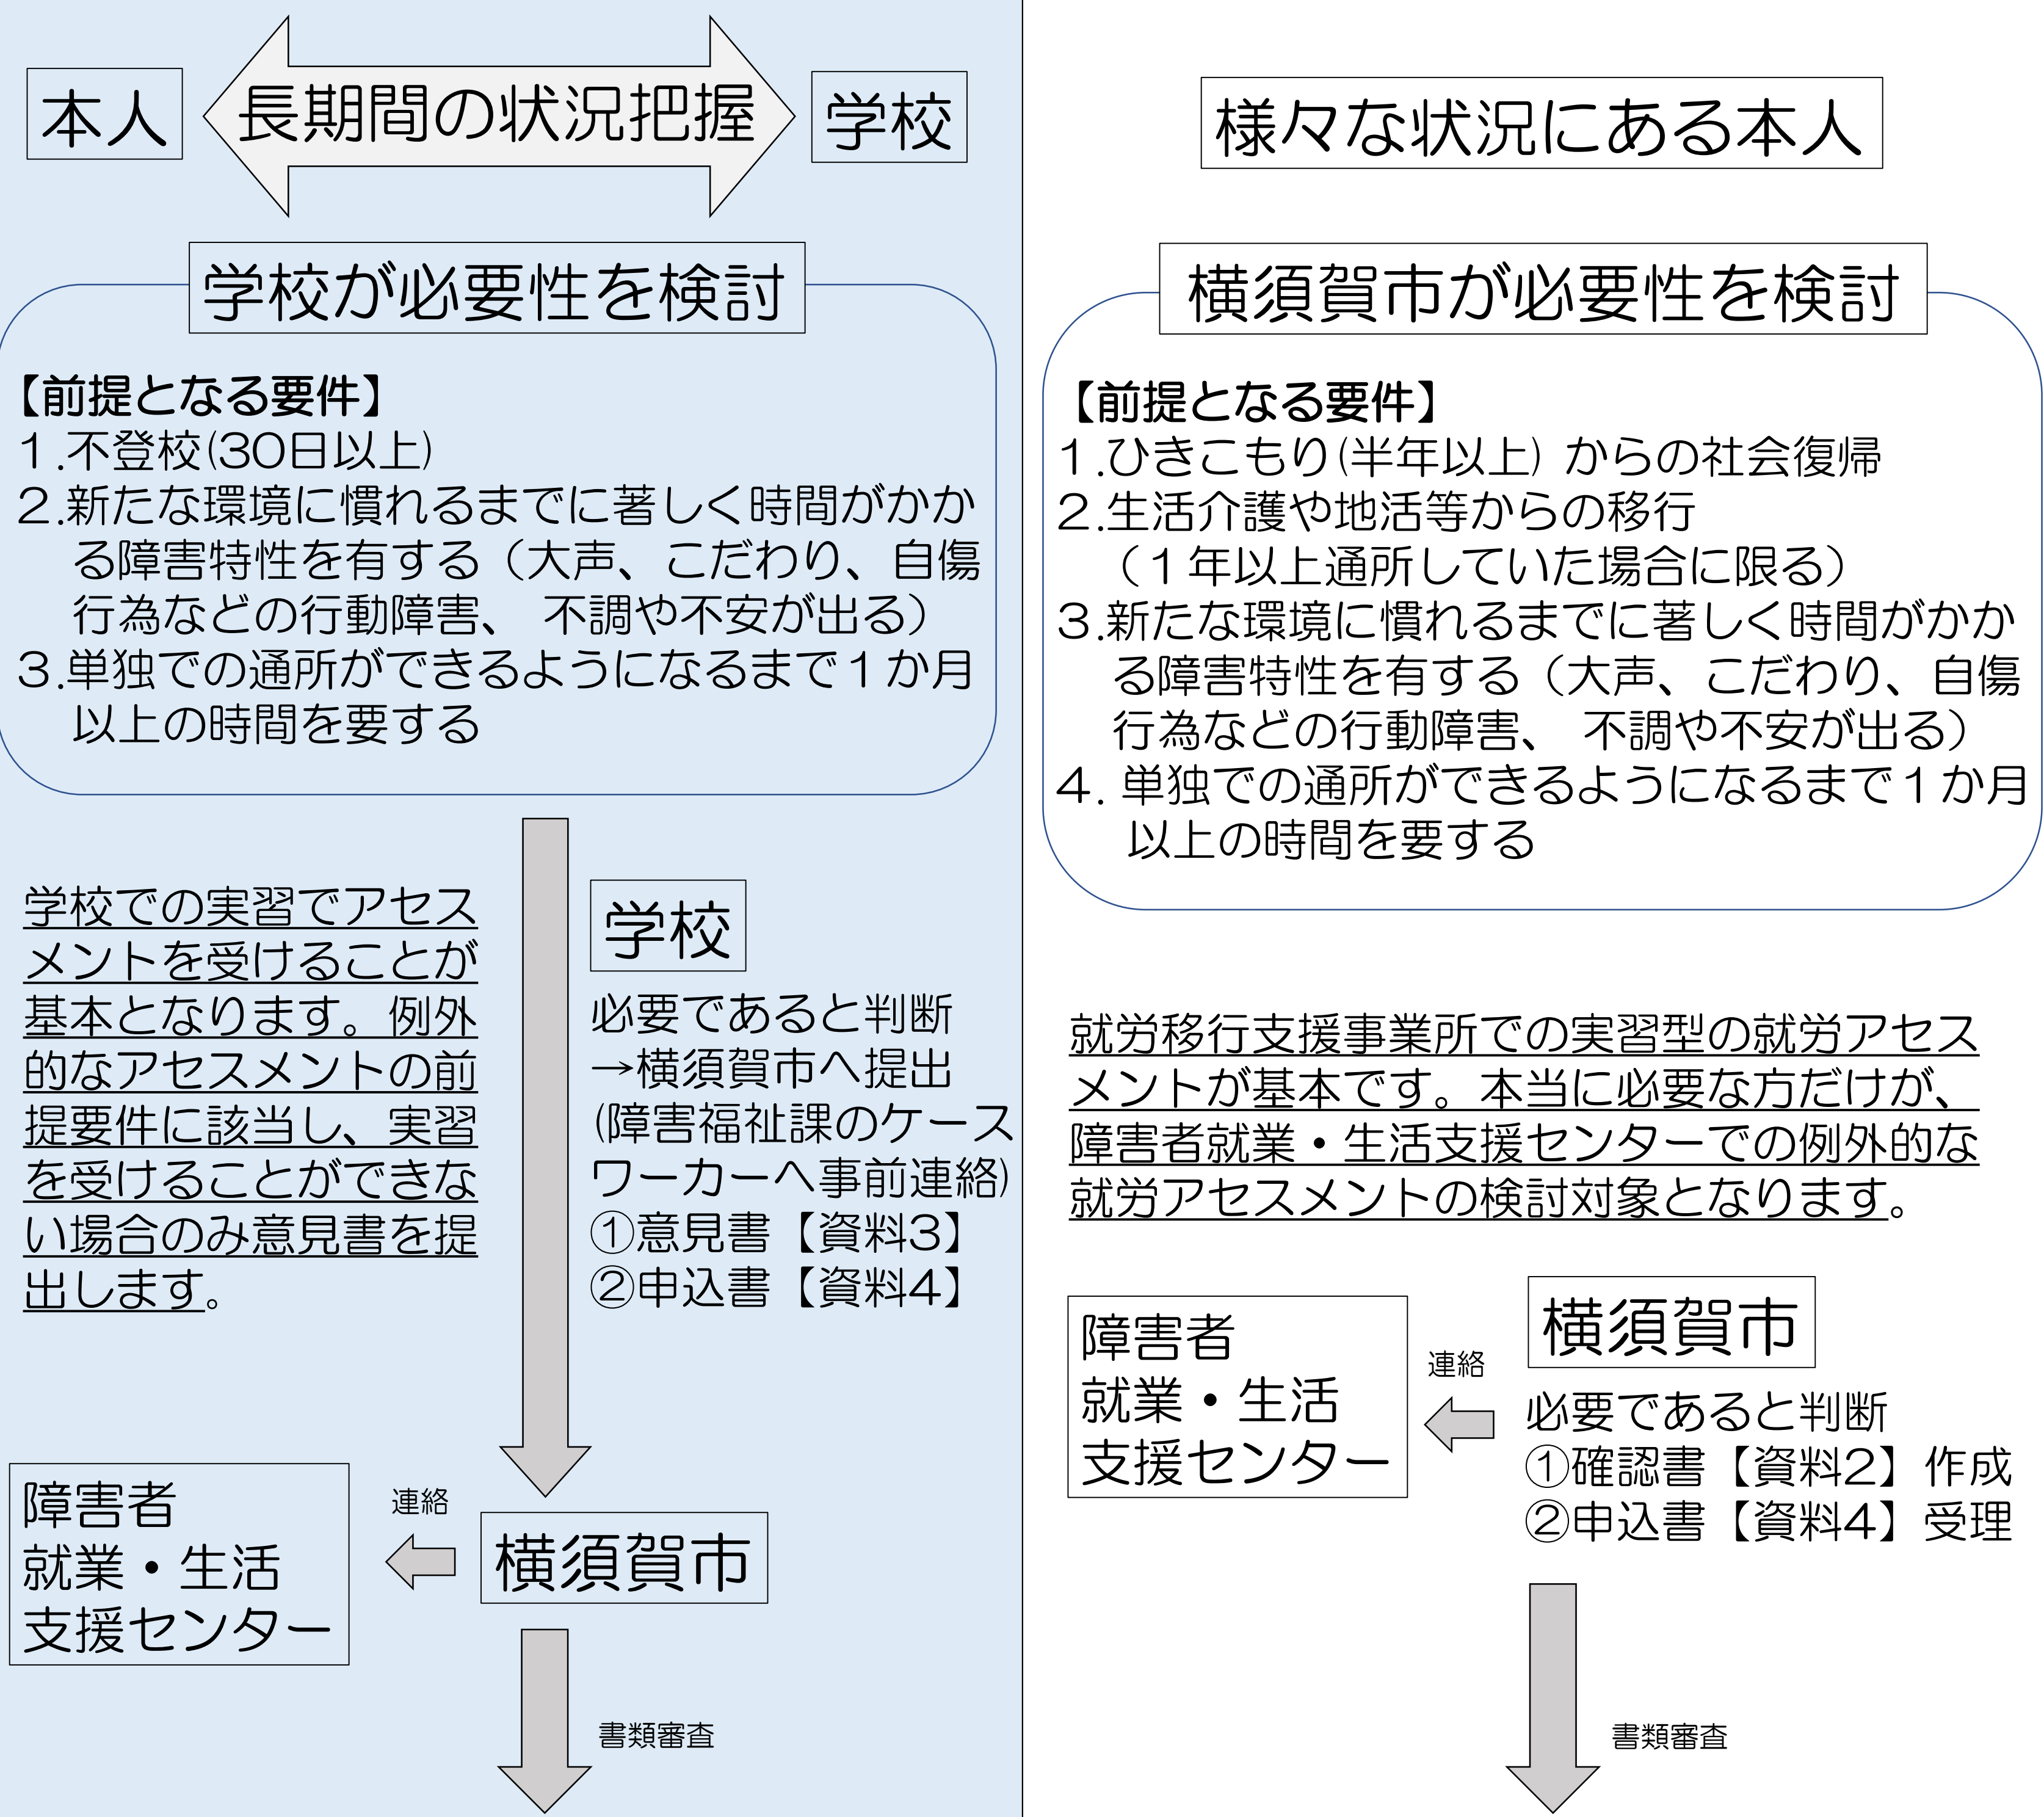 本人
長期間の状況把握
学校
学校が必要性を検討
【前提となる要件】
１.不登校(30日以上)
２.新たな環境に慣れるまでに著しく時間がかか
る障害特性を有する（大声、こだわり、自傷
行為などの行動障害、 不調や不安が出る）
３.単独での通所ができるようになるまで１か月
以上の時間を要する
学校での実習でアセス
メントを受けることが
基本となります。例外
的なアセスメントの前
提要件に該当し、実習
を受けることができな
い場合のみ意見書を提
出します。
学校
必要であると判断
→横須賀市へ提出
(障害福祉課のケース
ワーカーへ事前連絡)
①意見書【資料3】
②申込書【資料4】
障害者
就業・生活
支援センター
連絡
横須賀市
書類審査
様々な状況にある本人
横須賀市が必要性を検討
【前提となる要件】
１.ひきこもり(半年以上) からの社会復帰
２.生活介護や地活等からの移行
（１年以上通所していた場合に限る）
３.新たな環境に慣れるまでに著しく時間がかか
る障害特性を有する（大声、こだわり、自傷
行為などの行動障害、 不調や不安が出る）
４. 単独での通所ができるようになるまで１か月
以上の時間を要する
就労移行支援事業所での実習型の就労アセス
メントが基本です。本当に必要な方だけが、
障害者就業・生活支援センターでの例外的な
就労アセスメントの検討対象となります。
障害者
就業・生活
支援センター
連絡
横須賀市
必要であると判断
①確認書【資料2】作成
②申込書【資料4】受理
書類審査